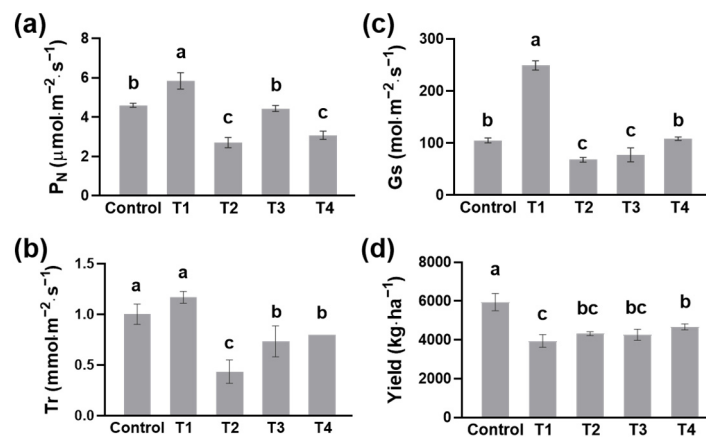 (a)
P_N (μmol·m⁻²·s⁻¹)
8
6
4
2
0
b
a
c
b
c
Control T1 T2 T3 T4
(c)
Gs (mol·m⁻²·s⁻¹)
300
200
100
0
b
a
c
c
b
Control T1 T2 T3 T4
(b)
Tr (mmol·m⁻²·s⁻¹)
1.5
1.0
0.5
0.0
a
a
c
b
b
Control T1 T2 T3 T4
(d)
Yield (kg·ha⁻¹)
8000
6000
4000
2000
0
a
c
bc
bc
b
Control T1 T2 T3 T4